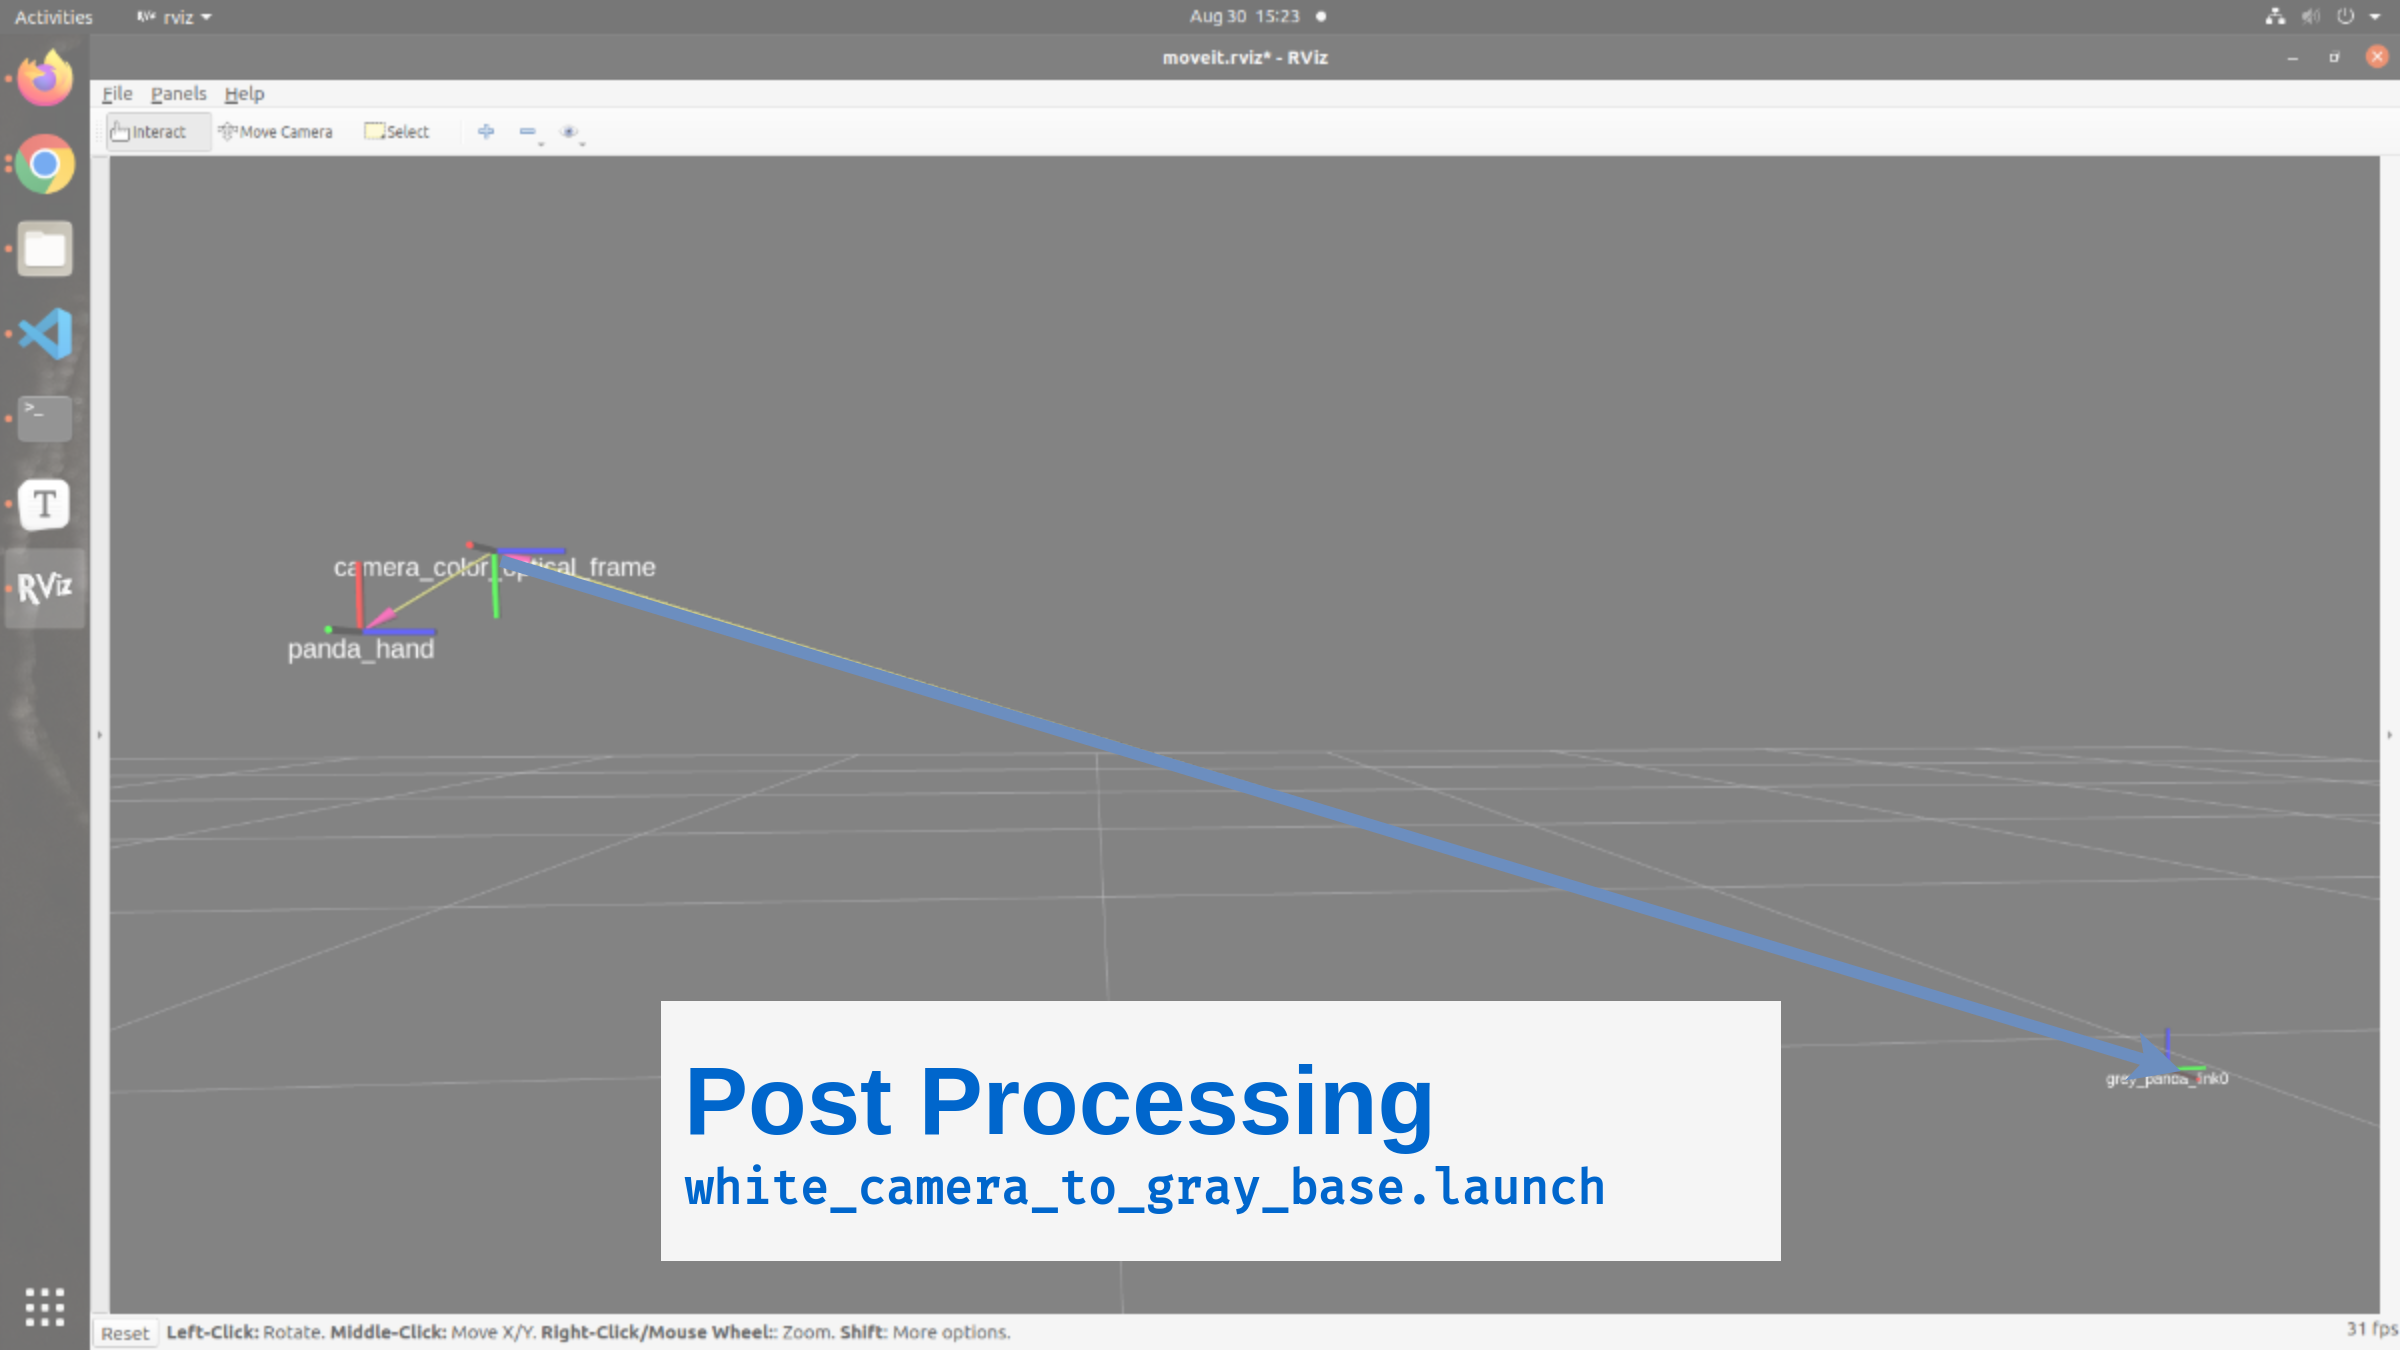 Activities
RViz rviz
Aug 30 15:23
moveit.rviz* - RViz
File Panels Help
Interact Move Camera Select
>_
T
RViz
camera_color_optical_frame
panda_hand
grey_panda_link0
Post Processing
white_camera_to_gray_base.launch
Reset Left-Click: Rotate. Middle-Click: Move X/Y. Right-Click/Mouse Wheel:: Zoom. Shift: More options.
31 fps